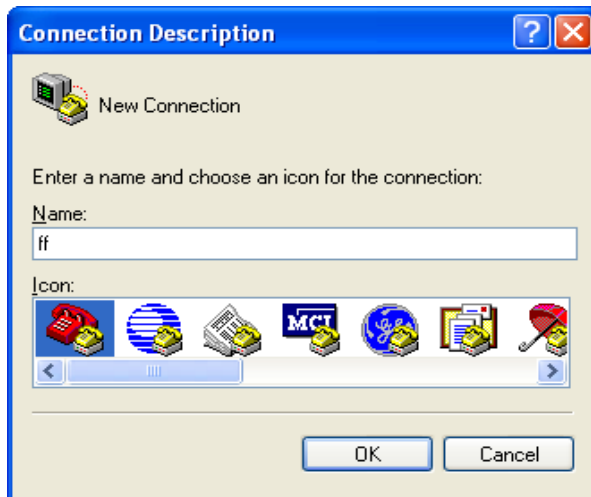 Connection Description
New Connection
Enter a name and choose an icon for the connection:
Name:
ff
Icon:
MCI
OK
Cancel